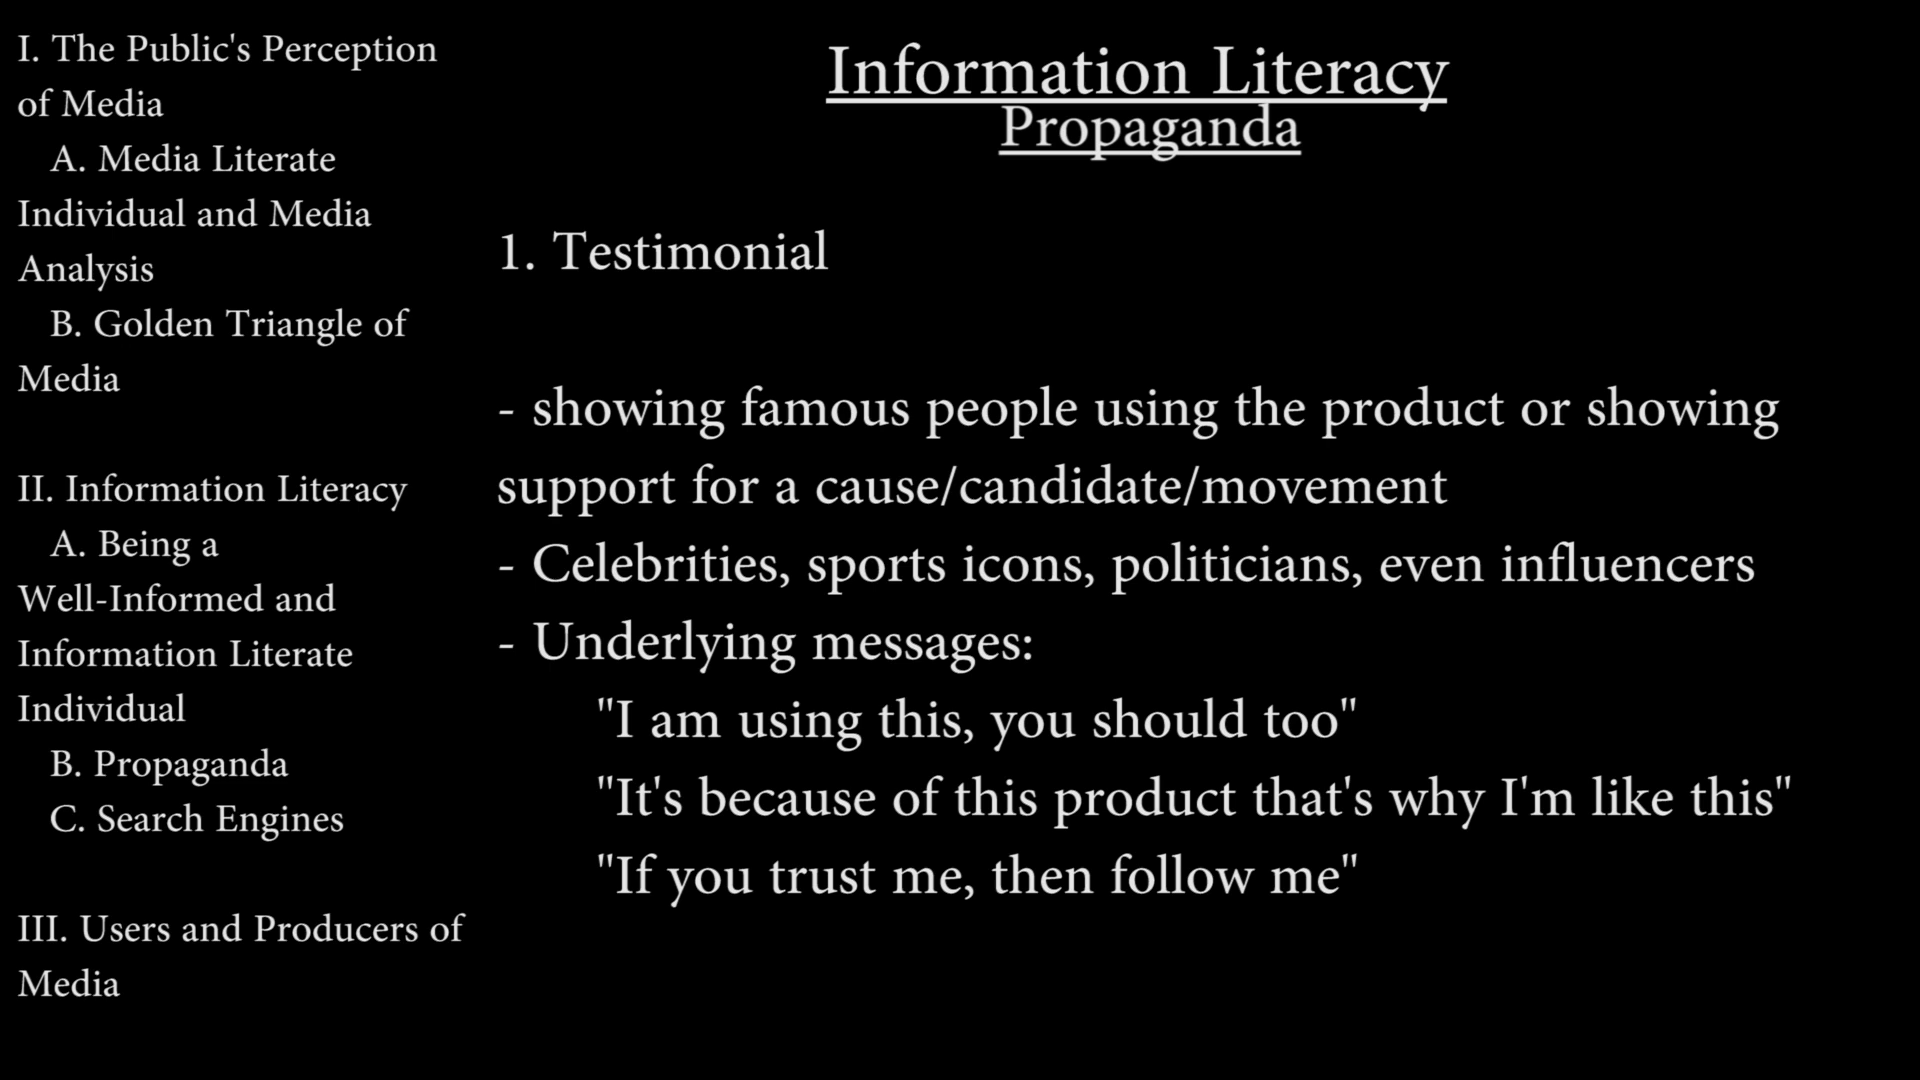 I. The Public's Perception
of Media
A. Media Literate
Individual and Media
Analysis
B. Golden Triangle of
Media
II. Information Literacy
A. Being a
Well-Informed and
Information Literate
Individual
B. Propaganda
C. Search Engines
III. Users and Producers of
Media
Information Literacy
Propaganda
1. Testimonial
- showing famous people using the product or showing
support for a cause/candidate/movement
- Celebrities, sports icons, politicians, even influencers
- Underlying messages:
"I am using this, you should too"
"It's because of this product that's why I'm like this"
"If you trust me, then follow me"